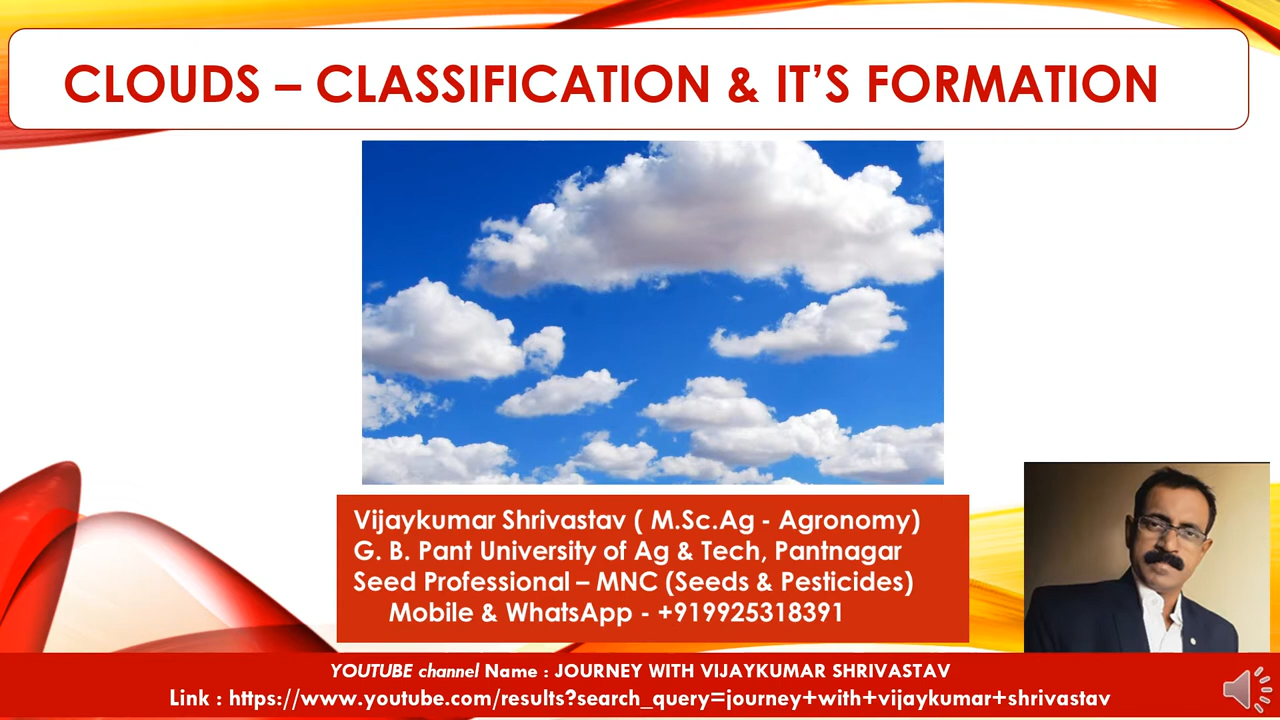 CLOUDS – CLASSIFICATION & IT’S FORMATION
Vijaykumar Shrivastav ( M.Sc.Ag - Agronomy)
G. B. Pant University of Ag & Tech, Pantnagar
Seed Professional – MNC (Seeds & Pesticides)
Mobile & WhatsApp - +919925318391
YOUTUBE channel Name : JOURNEY WITH VIJAYKUMAR SHRIVASTAV
Link : https://www.youtube.com/results?search_query=journey+with+vijaykumar+shrivastav